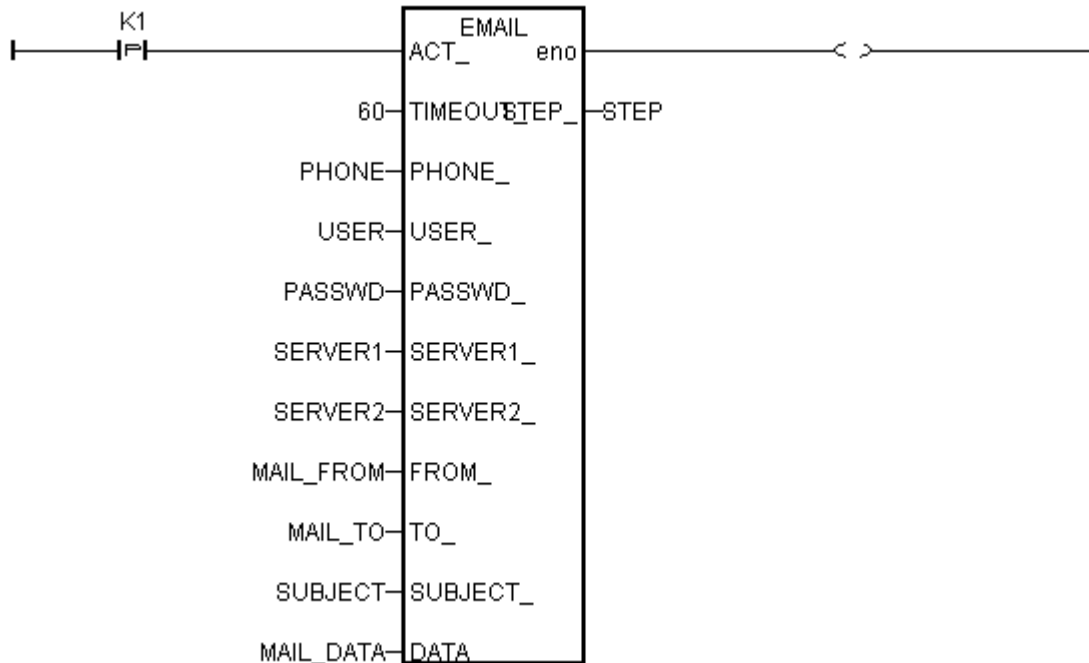 K1
P
EMAIL
ACT_ eno
60 TIMEOUT_ STEP_ STEP
PHONE PHONE_
USER USER_
PASSWD PASSWD_
SERVER1 SERVER1_
SERVER2 SERVER2_
MAIL_FROM FROM_
MAIL_TO TO_
SUBJECT SUBJECT_
MAIL_DATA DATA